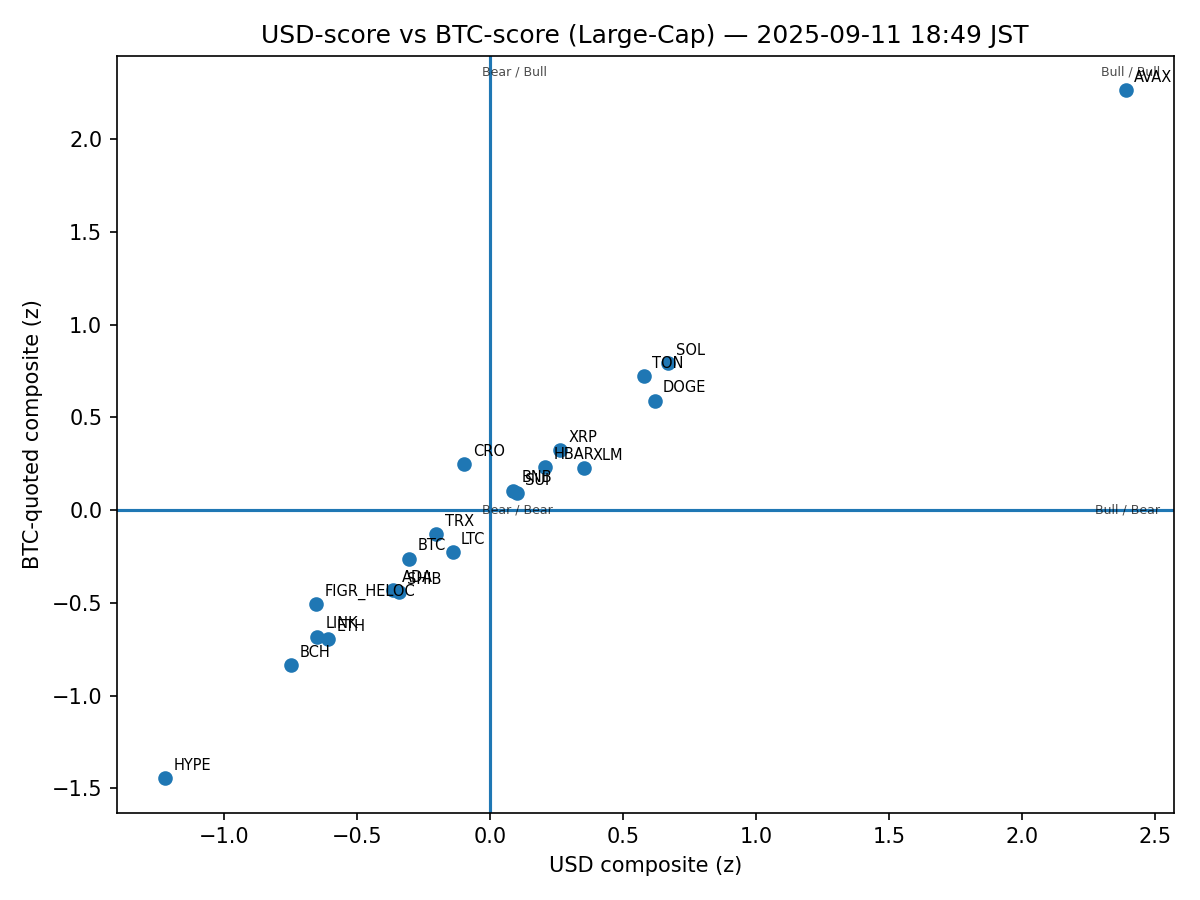 USD-score vs BTC-score (Large-Cap) — 2025-09-11 18:49 JST
Bear / Bull
Bull / Bull
AVAX
2.0
1.5
1.0
0.5
0.0
−0.5
−1.0
−1.5
BTC-quoted composite (z)
SOL
TON
DOGE
XRP
CRO
HBAR
XLM
BNB
SUI
Bear / Bear
Bull / Bear
TRX
LTC
BTC
ADA
SHIB
FIGR_HELOC
LINK
ETH
BCH
HYPE
−1.0
−0.5
0.0
0.5
1.0
1.5
2.0
2.5
USD composite (z)